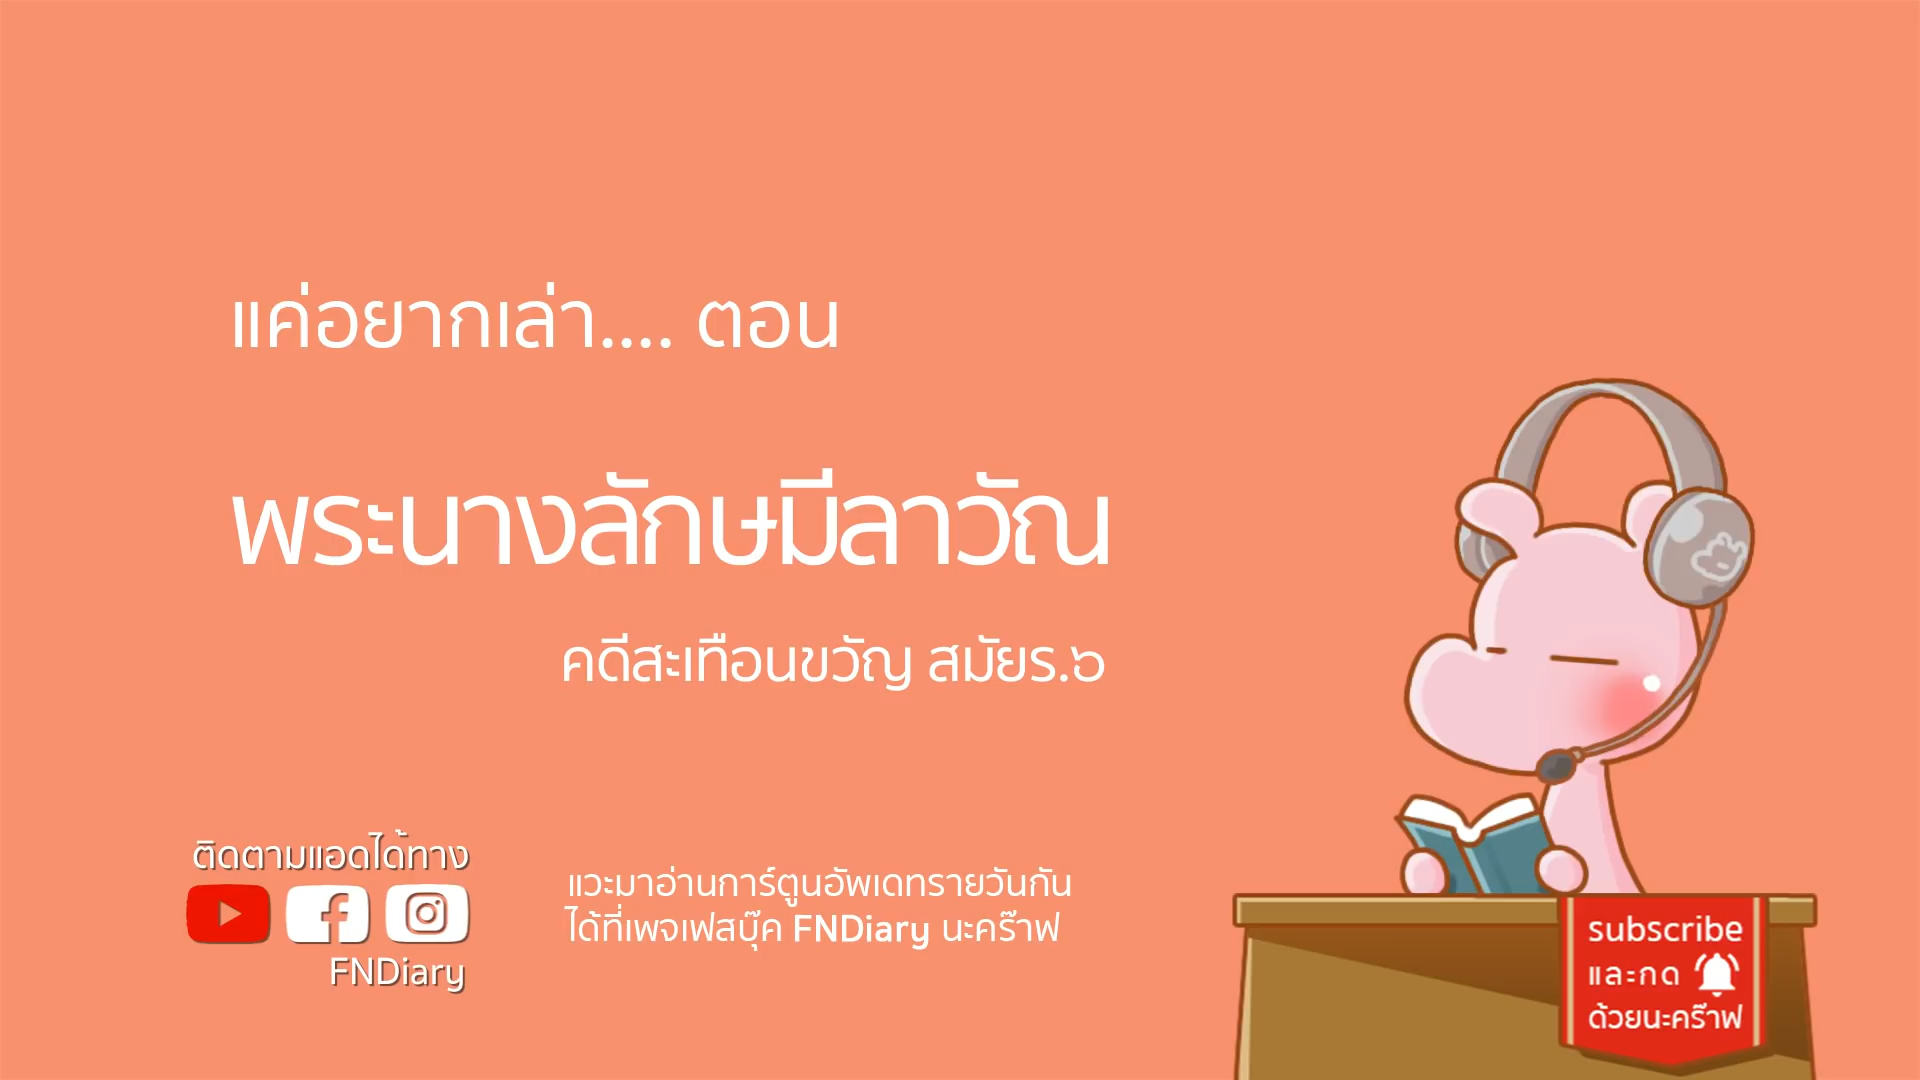 แค่อยากเล่า.... ตอน
พระนางลักษมีลาวัณ
คดีสะเทือนขวัญ สมัยร.๖
ติดตามแอดได้ทาง
FNDiary
แวะมาอ่านการ์ตูนอัพเดทรายวันกัน
ได้ที่เพจเฟสบุ๊ค FNDiary นะคร๊าฟ
subscribe
และกด
ด้วยนะคร๊าฟ